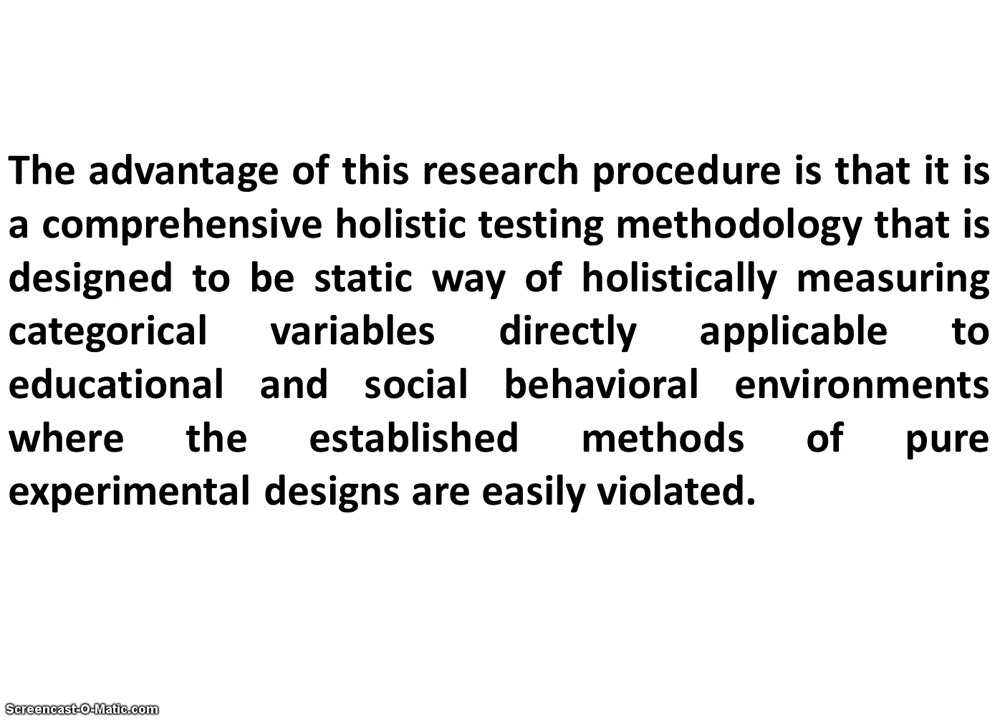 The advantage of this research procedure is that it is
a comprehensive holistic testing methodology that is
designed to be static way of holistically measuring
categorical variables directly applicable to
educational and social behavioral environments
where the established methods of pure
experimental designs are easily violated.
Screencast-O-Matic.com